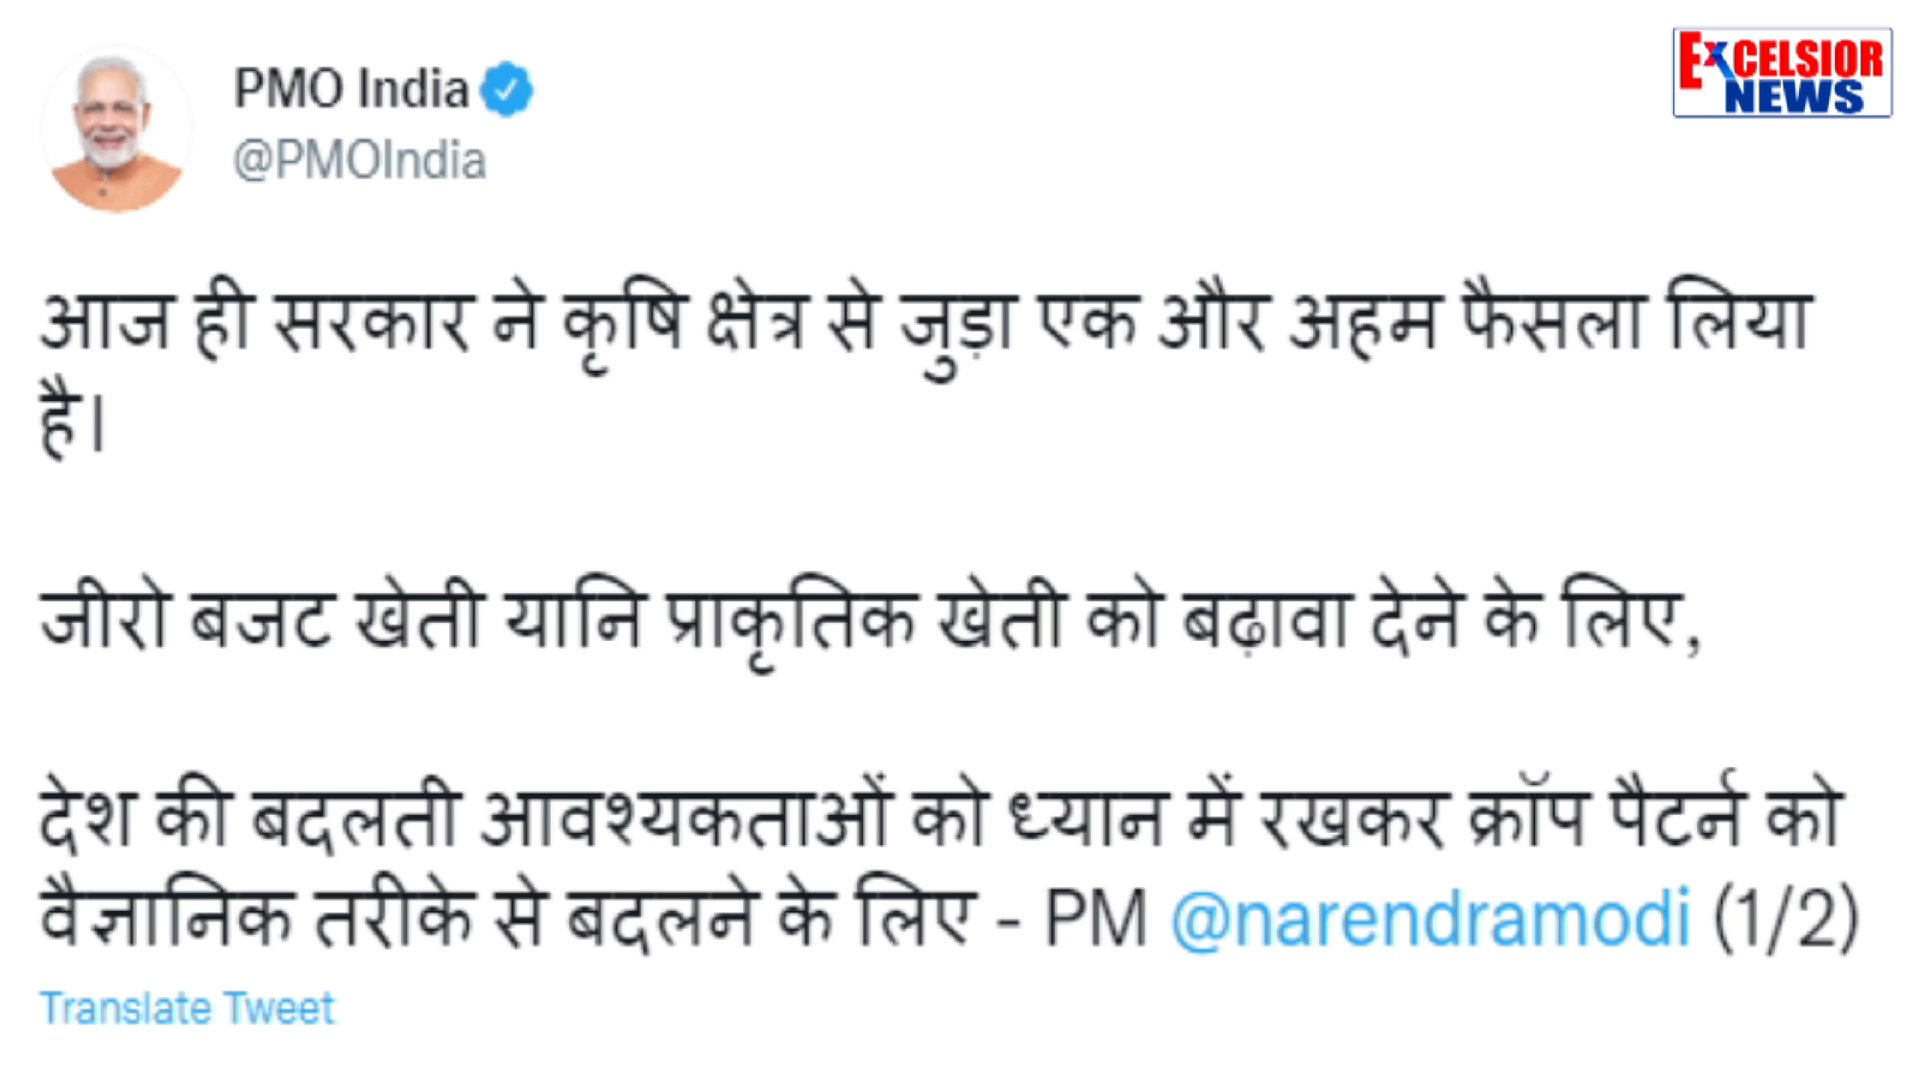 PMO India
@PMOIndia
EXCELSIOR
NEWS
आज ही सरकार ने कृषि क्षेत्र से जुड़ा एक और अहम फैसला लिया
है।
जीरो बजट खेती यानि प्राकृतिक खेती को बढ़ावा देने के लिए,
देश की बदलती आवश्यकताओं को ध्यान में रखकर क्रॉप पैटर्न को
वैज्ञानिक तरीके से बदलने के लिए - PM @narendramodi (1/2)
Translate Tweet